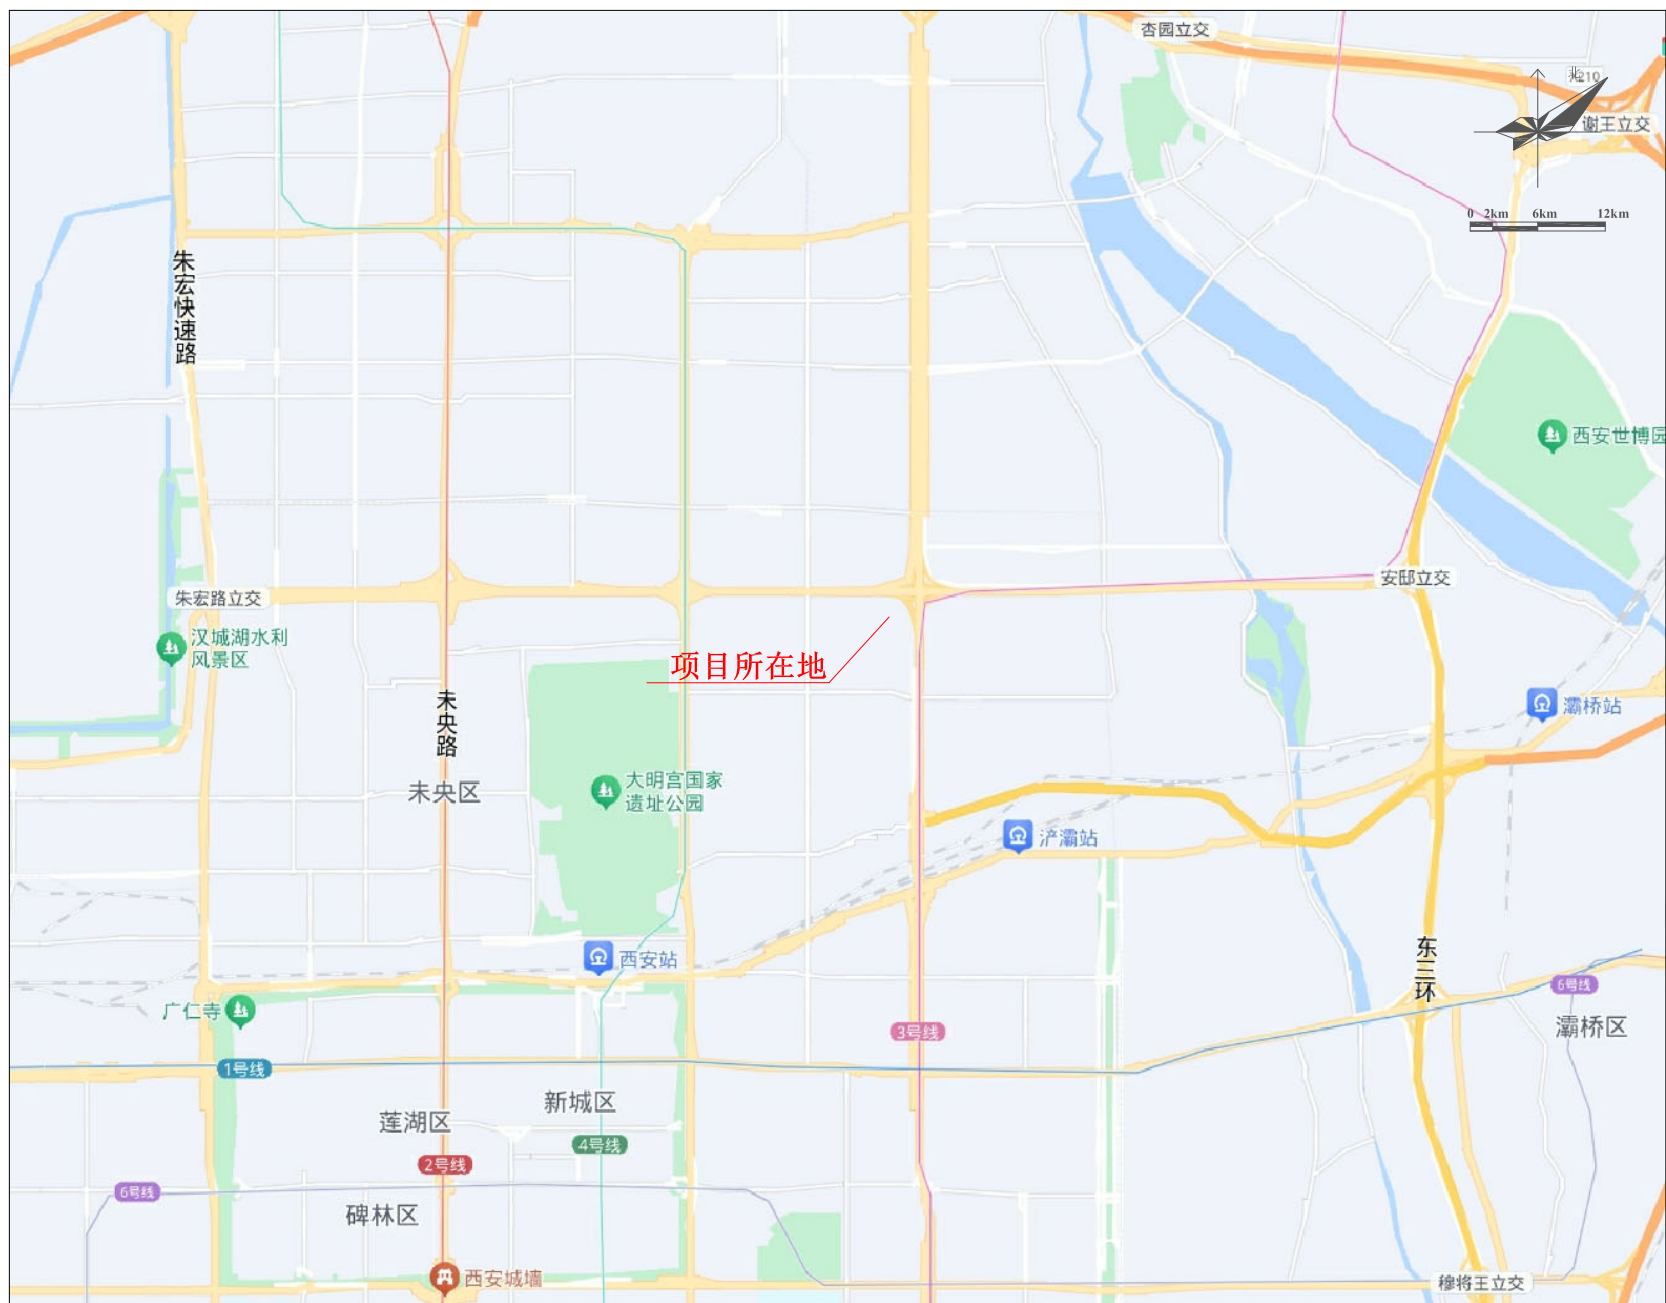 杏园立交
北
G210
谢王立交
0 2km 6km 12km
朱宏快速路
西安世博园
安邸立交
朱宏路立交
汉城湖水利
风景区
项目所在地
未央路
灞桥站
未央区
大明宫国家
遗址公园
浐灞站
西安站
东三环
6号线
广仁寺
3号线
灞桥区
1号线
新城区
莲湖区
4号线
2号线
6号线
碑林区
西安城墙
穆将王立交